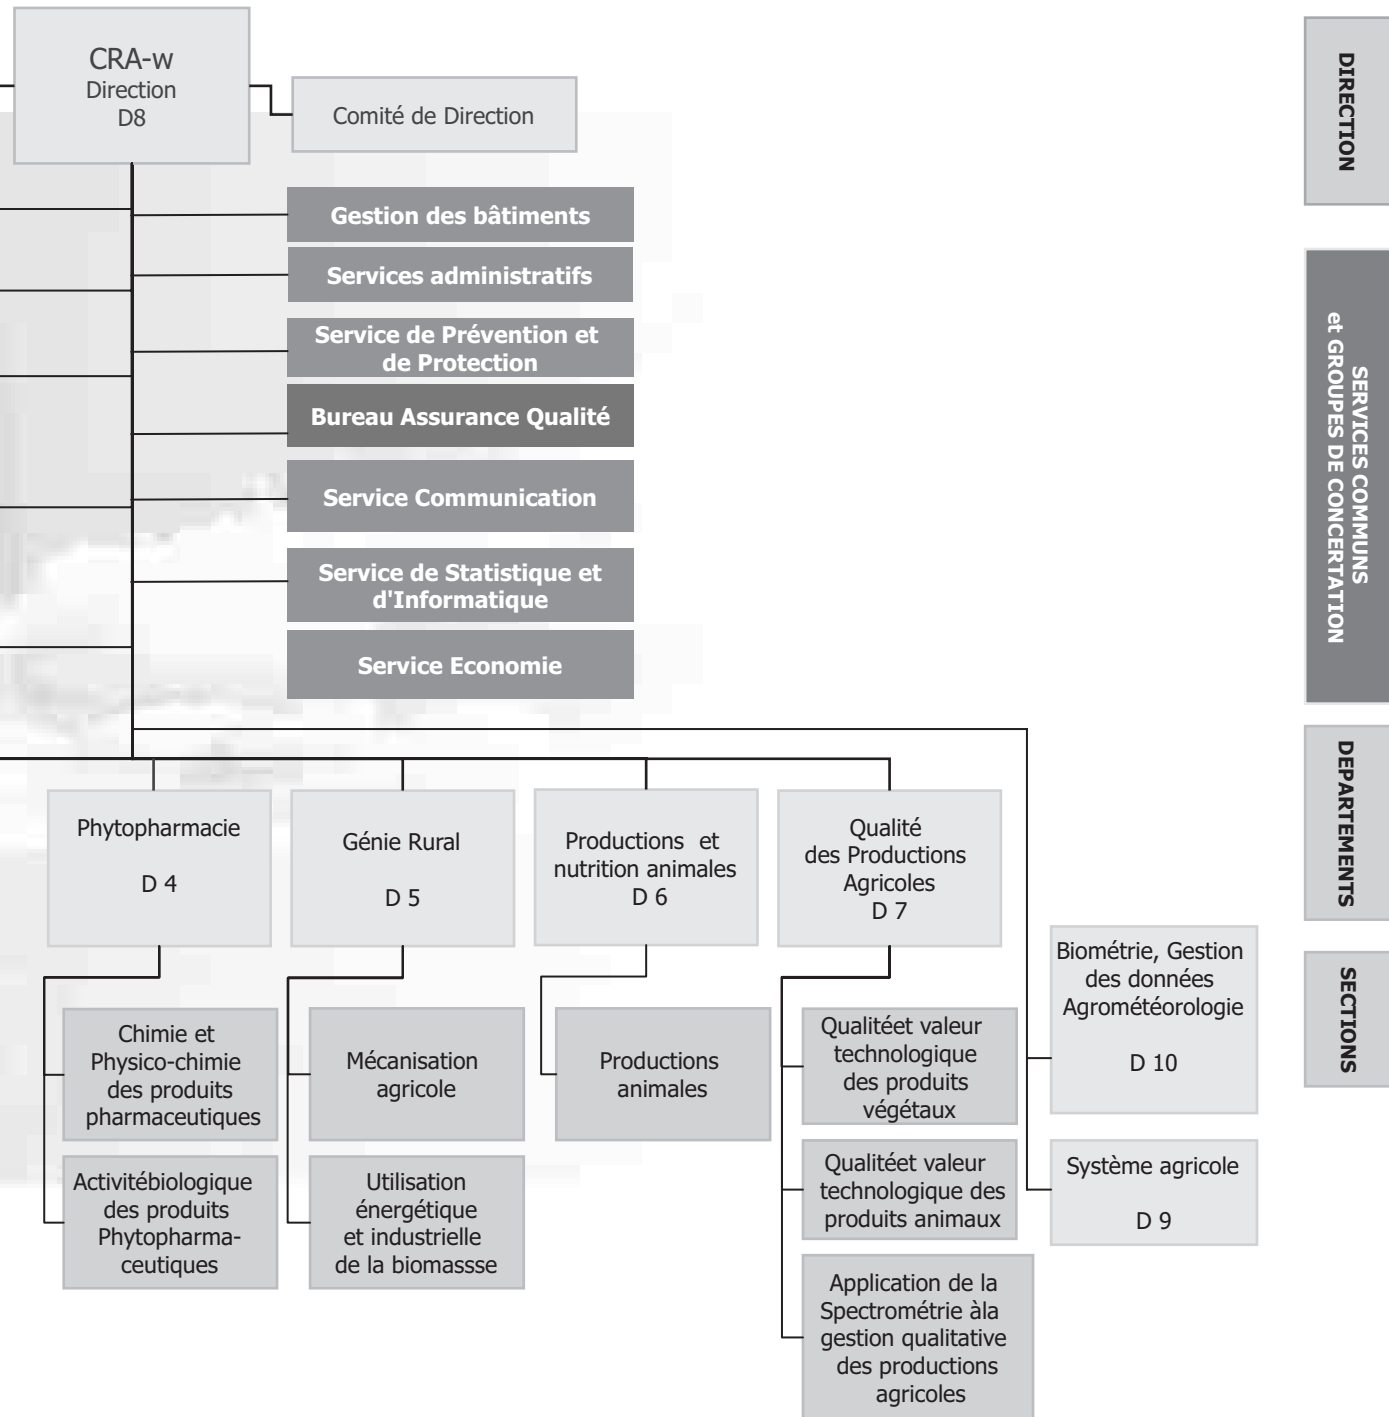 CRA-w
Direction
D8
Comité de Direction
DIRECTION
Gestion des bâtiments
Services administratifs
Service de Prévention et
de Protection
Bureau Assurance Qualité
Service Communication
Service de Statistique et
d'Informatique
Service Economie
SERVICES COMMUNS
et GROUPES DE CONCERTATION
Phytopharmacie
D 4
Génie Rural
D 5
Productions et
nutrition animales
D 6
Qualité
des Productions
Agricoles
D 7
DEPARTEMENTS
Biométrie, Gestion
des données
Agrométéorologie
D 10
Système agricole
D 9
SECTIONS
Chimie et
Physico-chimie
des produits
pharmaceutiques
Activitébiologique
des produits
Phytopharma-
ceutiques
Mécanisation
agricole
Utilisation
énergétique
et industrielle
de la biomassse
Productions
animales
Qualitéet valeur
technologique
des produits
végétaux
Qualitéet valeur
technologique des
produits animaux
Application de la
Spectrométrie àla
gestion qualitative
des productions
agricoles